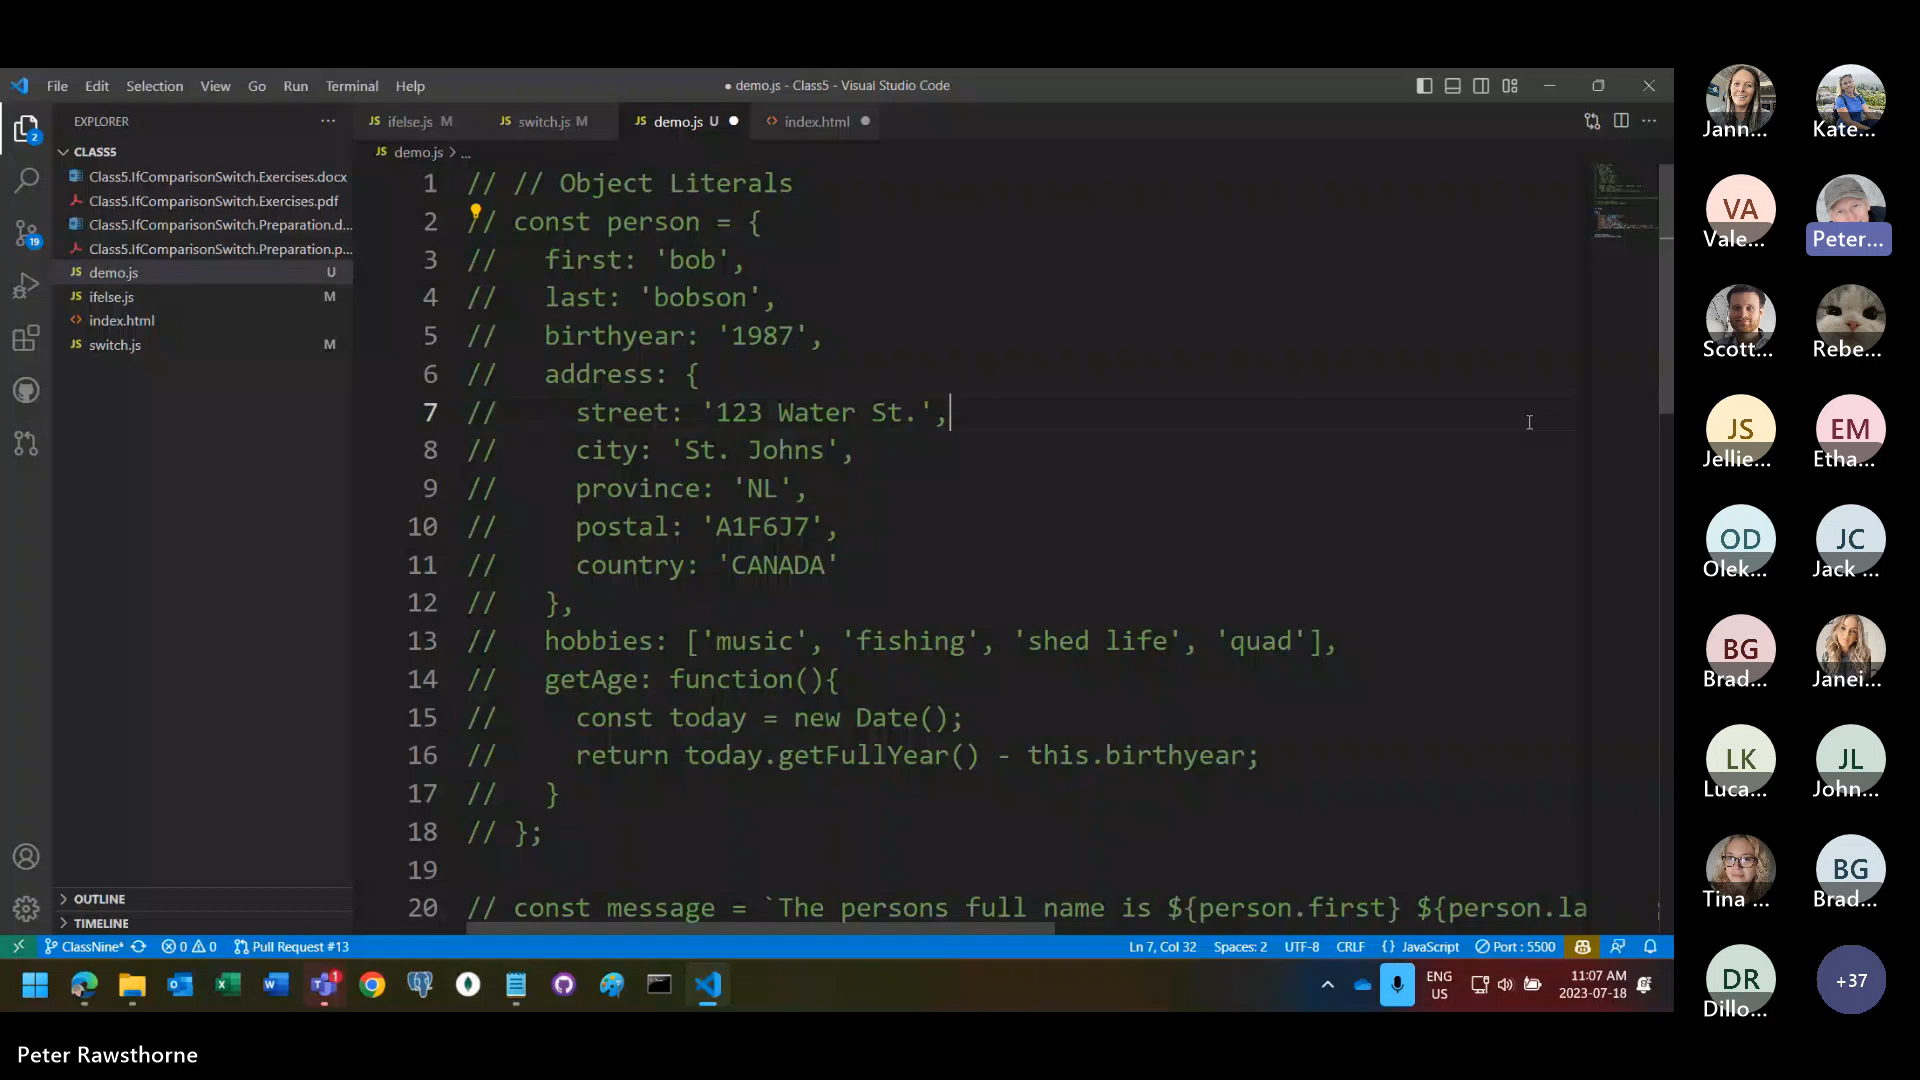 File Edit Selection View Go Run Terminal Help
● demo.js - Class5 - Visual Studio Code
EXPLORER
CLASS5
Class5.IfComparisonSwitch.Exercises.docx
Class5.IfComparisonSwitch.Exercises.pdf
Class5.IfComparisonSwitch.Preparation.d...
Class5.IfComparisonSwitch.Preparation.p...
JS demo.js U
JS ifelse.js M
<> index.html
JS switch.js M
OUTLINE
TIMELINE
2
19
JS ifelse.js M JS switch.js M JS demo.js U ● <> index.html ●
JS demo.js > ...
1 // // Object Literals
2 // const person = {
3 //   first: 'bob',
4 //   last: 'bobson',
5 //   birthyear: '1987',
6 //   address: {
7 //     street: '123 Water St.',
8 //     city: 'St. Johns',
9 //     province: 'NL',
10 //     postal: 'A1F6J7',
11 //     country: 'CANADA'
12 //   },
13 //   hobbies: ['music', 'fishing', 'shed life', 'quad'],
14 //   getAge: function(){
15 //     const today = new Date();
16 //     return today.getFullYear() - this.birthyear;
17 //   }
18 // };
19
20 // const message = `The persons full name is ${person.first} ${person.la
ClassNine* 0 0 Pull Request #13
Ln 7, Col 32 Spaces: 2 UTF-8 CRLF {} JavaScript Port : 5500
1
ENG
US
11:07 AM
2023-07-18
Jann... Kate...
VA
Vale... Peter...
Scott... Rebe...
JS EM
Jellie... Etha...
OD JC
Olek... Jack ...
BG
Brad... Janei...
LK JL
Luca... John...
BG
Tina ... Brad...
DR +37
Dillo...
Peter Rawsthorne